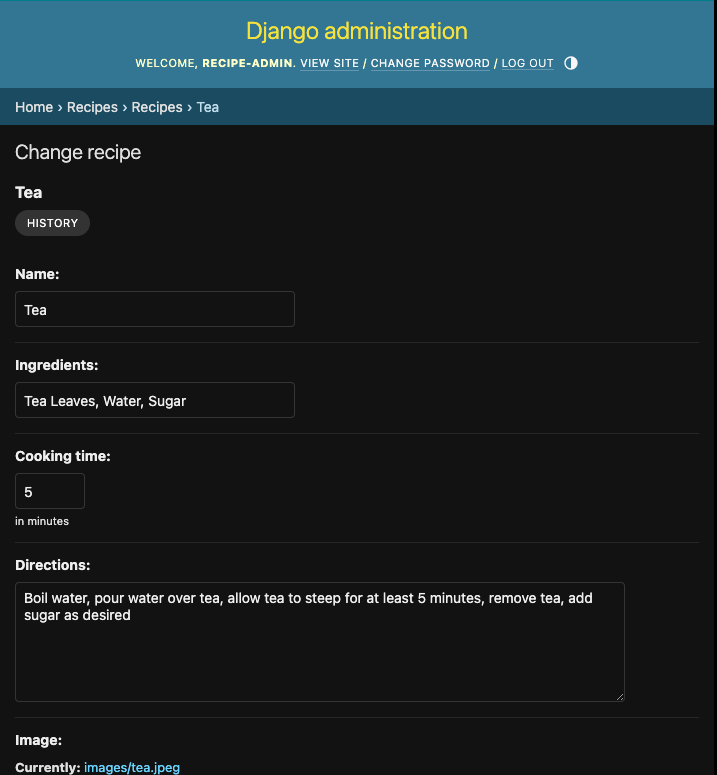 Django administration
WELCOME, RECIPE-ADMIN. VIEW SITE / CHANGE PASSWORD / LOG OUT
Home › Recipes › Recipes › Tea
Change recipe
Tea
HISTORY
Name:
Tea
Ingredients:
Tea Leaves, Water, Sugar
Cooking time:
5
in minutes
Directions:
Boil water, pour water over tea, allow tea to steep for at least 5 minutes, remove tea, add
sugar as desired
Image:
Currently: images/tea.jpeg